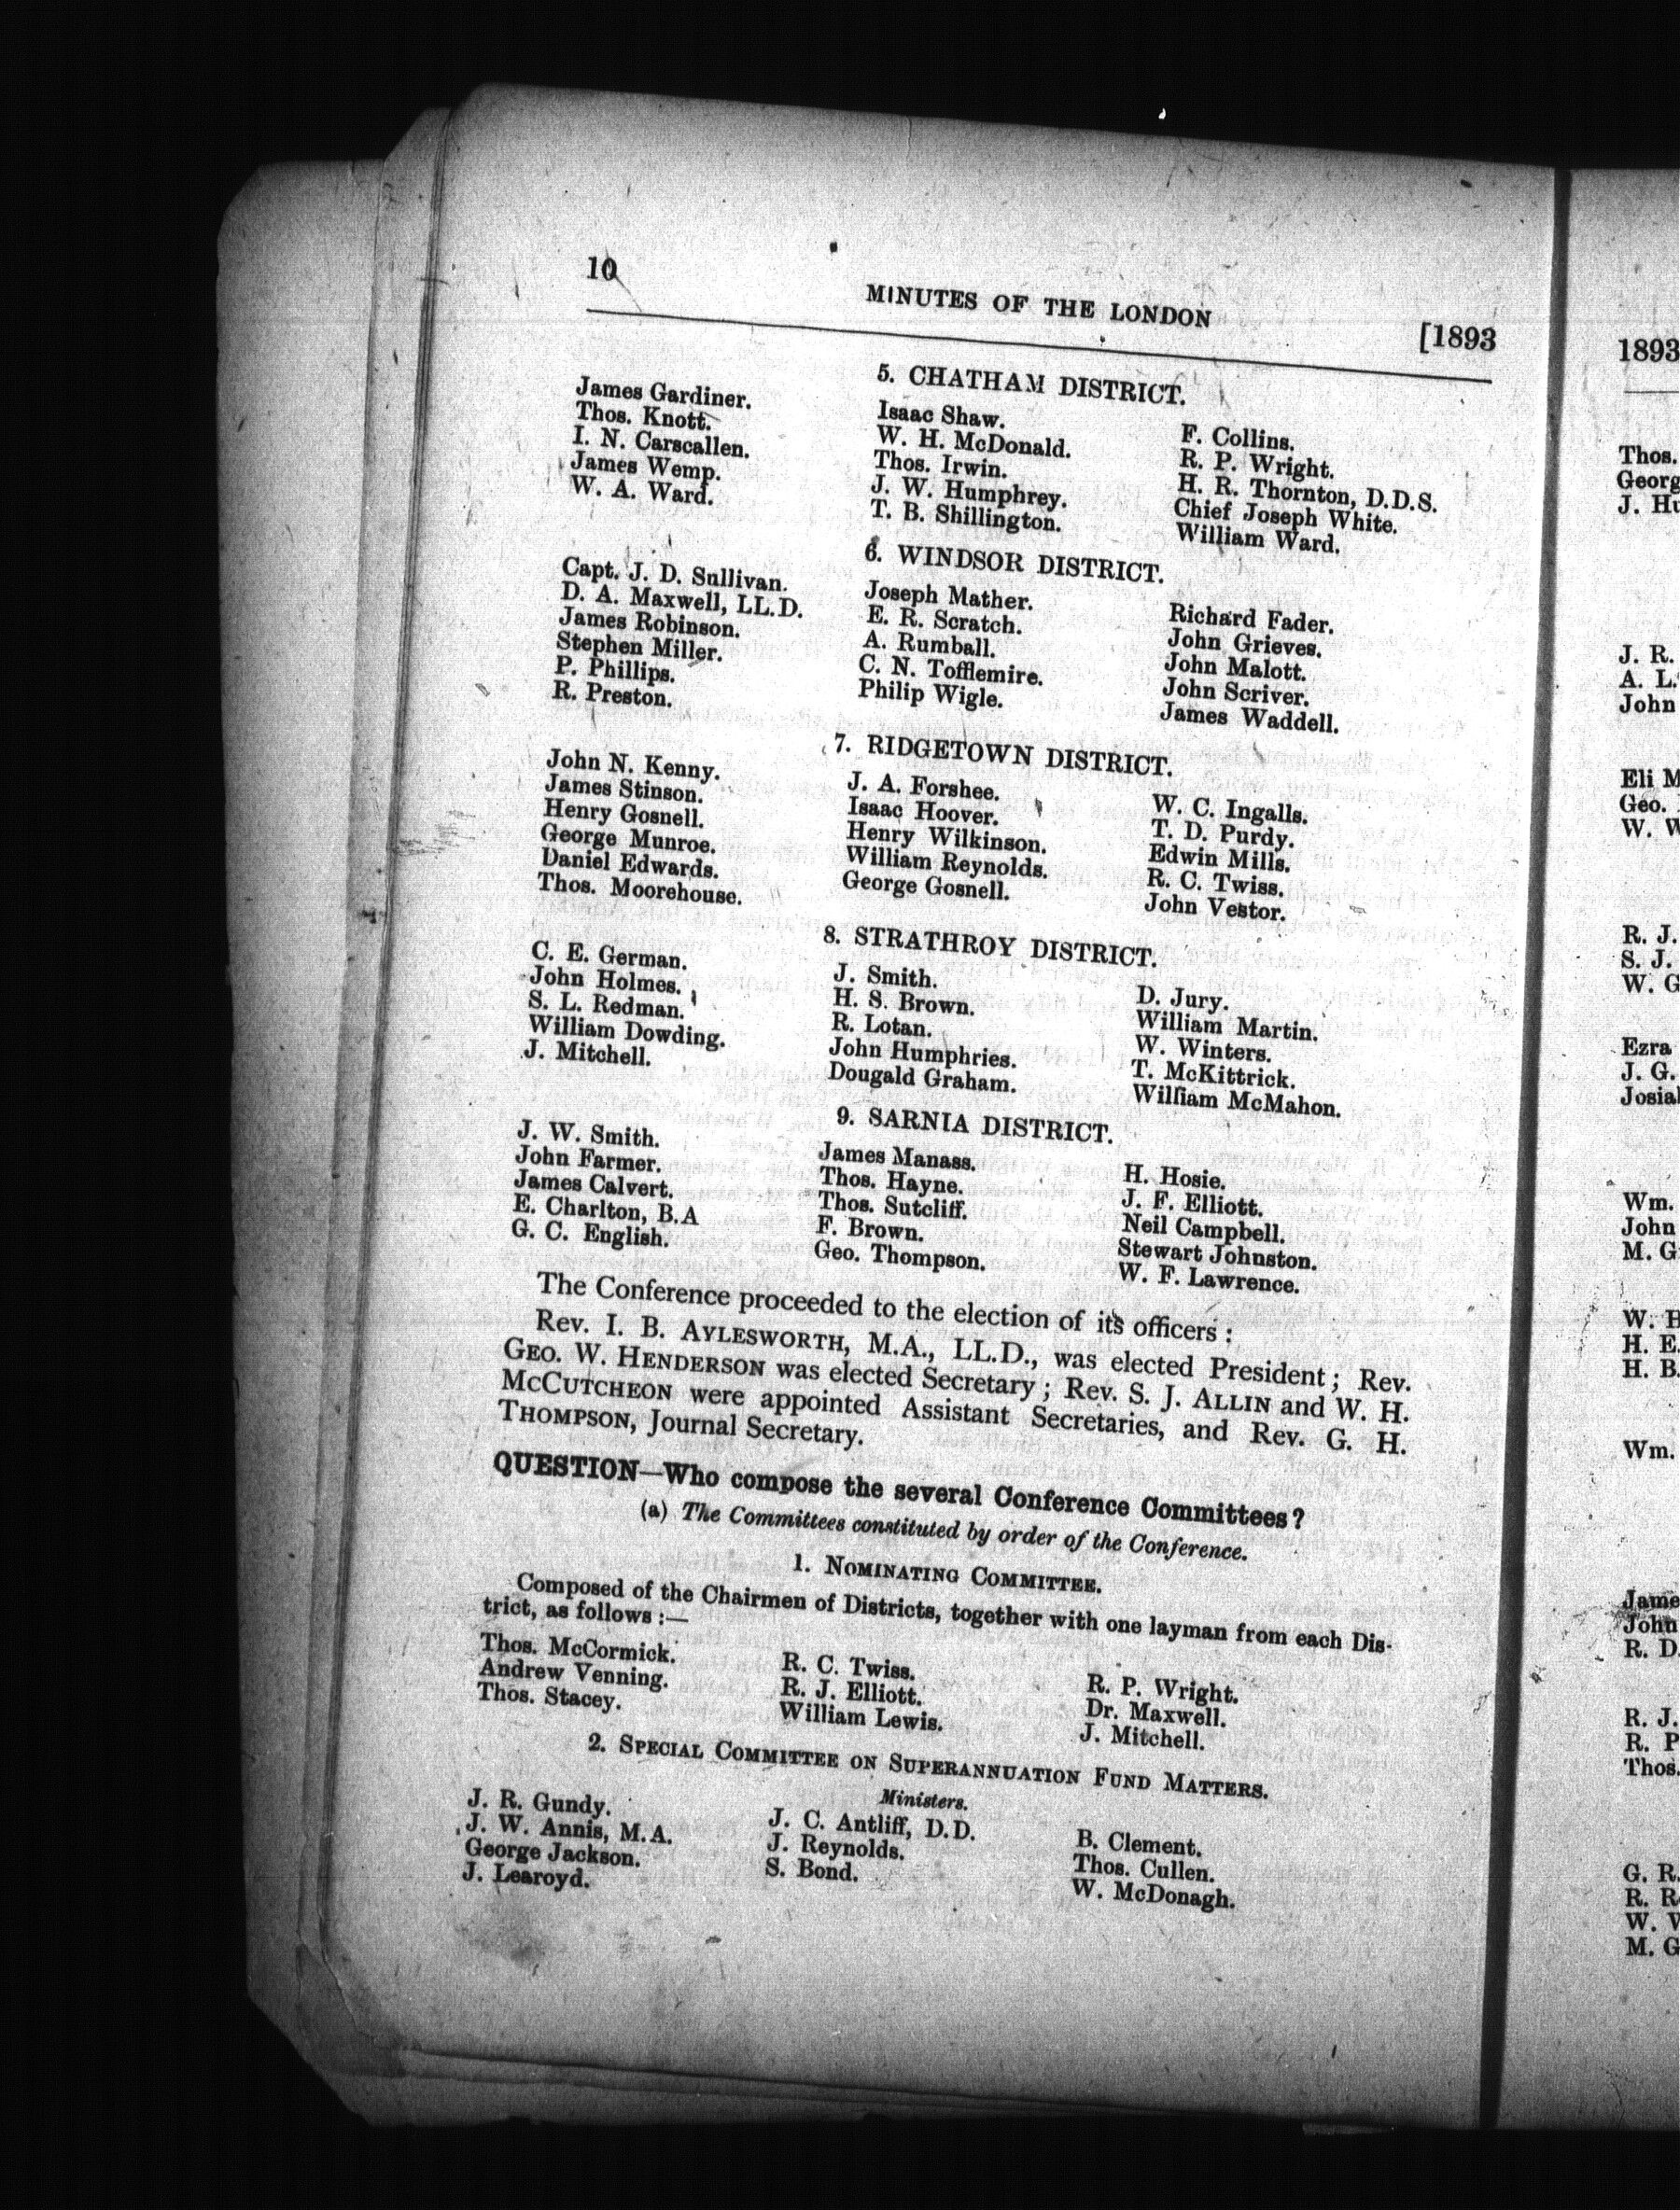 10
MINUTES OF THE LONDON
[1893
5. CHATHAM DISTRICT.
James Gardiner.
Thos. Knott.
I. N. Carscallen.
James Wemp.
W. A. Ward.
Isaac Shaw.
W. H. McDonald.
Thos. Irwin.
J. W. Humphrey.
T. B. Shillington.
F. Collins.
R. P. Wright.
H. R. Thornton, D.D.S.
Chief Joseph White.
William Ward.
6. WINDSOR DISTRICT.
Capt. J. D. Sullivan.
D. A. Maxwell, LL.D.
James Robinson.
Stephen Miller.
P. Phillips.
R. Preston.
Joseph Mather.
E. R. Scratch.
A. Rumball.
C. N. Tofflemire.
Philip Wigle.
Richard Fader.
John Grieves.
John Malott.
John Scriver.
James Waddell.
7. RIDGETOWN DISTRICT.
John N. Kenny.
James Stinson.
Henry Gosnell.
George Munroe.
Daniel Edwards.
Thos. Moorehouse.
J. A. Forshee.
Isaac Hoover.
Henry Wilkinson.
William Reynolds.
George Gosnell.
W. C. Ingalls.
T. D. Purdy.
Edwin Mills.
R. C. Twiss.
John Vestor.
8. STRATHROY DISTRICT.
C. E. German.
John Holmes.
S. L. Redman.
William Dowding.
J. Mitchell.
J. Smith.
H. S. Brown.
R. Lotan.
John Humphries.
Dougald Graham.
D. Jury.
William Martin.
W. Winters.
T. McKittrick.
William McMahon.
9. SARNIA DISTRICT.
J. W. Smith.
John Farmer.
James Calvert.
E. Charlton, B.A
G. C. English.
James Manass.
Thos. Hayne.
Thos. Sutcliff.
F. Brown.
Geo. Thompson.
H. Hosie.
J. F. Elliott.
Neil Campbell.
Stewart Johnston.
W. F. Lawrence.
The Conference proceeded to the election of its officers :
Rev. I. B. AYLESWORTH, M.A., LL.D., was elected President ; Rev.
GEO. W. HENDERSON was elected Secretary ; Rev. S. J. ALLIN and W. H.
MCCUTCHEON were appointed Assistant Secretaries, and Rev. G. H.
THOMPSON, Journal Secretary.
QUESTION—Who compose the several Conference Committees?
(a) The Committees constituted by order of the Conference.
1. NOMINATING COMMITTEE.
Composed of the Chairmen of Districts, together with one layman from each Dis-
trict, as follows :—
Thos. McCormick.
Andrew Venning.
Thos. Stacey.
R. C. Twiss.
R. J. Elliott.
William Lewis.
R. P. Wright.
Dr. Maxwell.
J. Mitchell.
2. SPECIAL COMMITTEE ON SUPERANNUATION FUND MATTERS.
Ministers.
J. R. Gundy.
J. W. Annis, M.A.
George Jackson.
J. Learoyd.
J. C. Antliff, D.D.
J. Reynolds.
S. Bond.
B. Clement.
Thos. Cullen.
W. McDonagh.
1893
Thos.
J. R.
John
Geo.
R. J.
S. J.
Ezra
J. G.
Wm.
John
Wm.
John
R. J.
Thos.